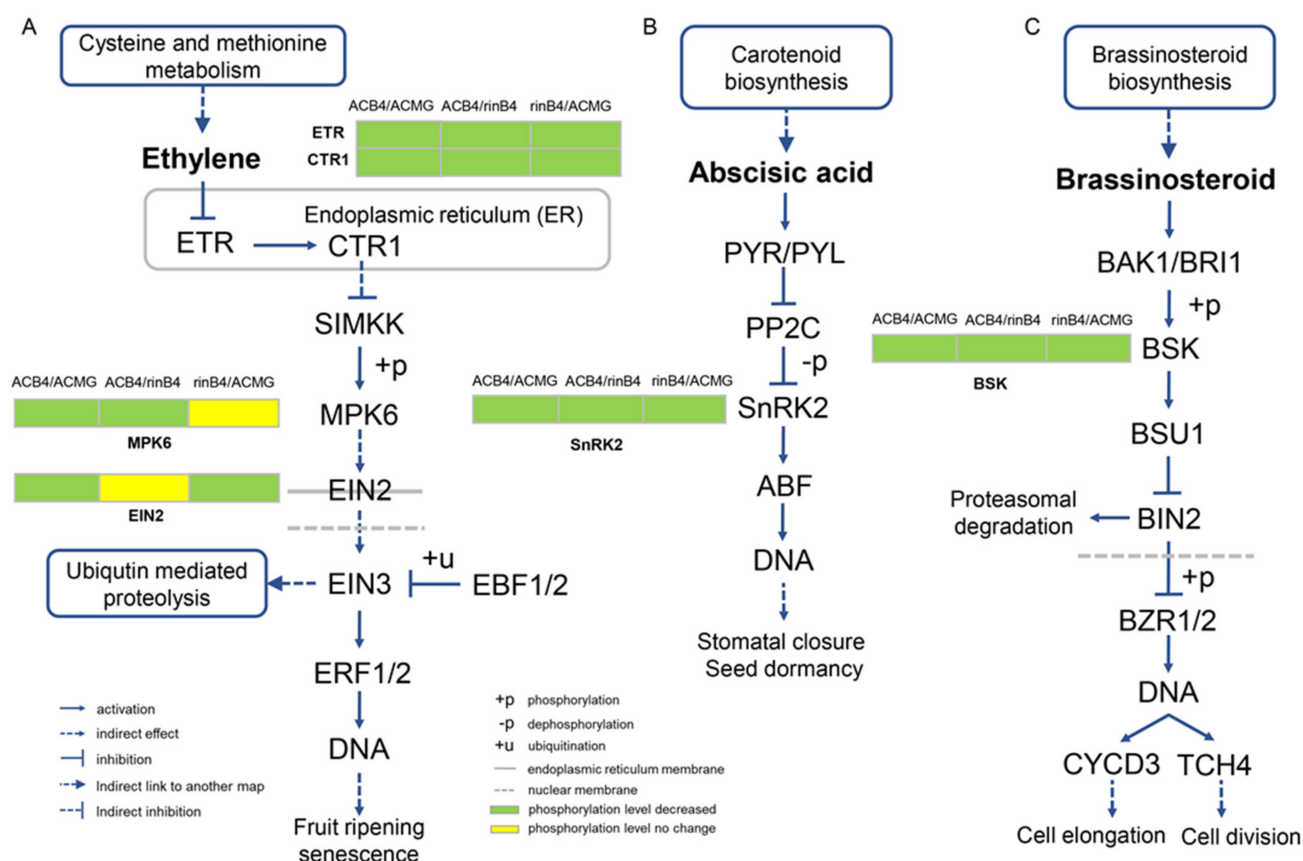 A
Cysteine and methionine
metabolism
ACB4/ACMG ACB4/rinB4 rinB4/ACMG
ETR
CTR1
Ethylene
Endoplasmic reticulum (ER)
ETR
CTR1
SIMKK
+p
ACB4/ACMG ACB4/rinB4 rinB4/ACMG
MPK6
MPK6
EIN2
EIN2
Ubiqutin mediated
proteolysis
EIN3
+u
EBF1/2
ERF1/2
DNA
Fruit ripening
senescence
activation
indirect effect
inhibition
Indirect link to another map
Indirect inhibition
+p phosphorylation
-p dephosphorylation
+u ubiquitination
endoplasmic reticulum membrane
nuclear membrane
phosphorylation level decreased
phosphorylation level no change
B
Carotenoid
biosynthesis
Abscisic acid
PYR/PYL
PP2C
-p
ACB4/ACMG ACB4/rinB4 rinB4/ACMG
SnRK2
SnRK2
ABF
DNA
Stomatal closure
Seed dormancy
C
Brassinosteroid
biosynthesis
Brassinosteroid
BAK1/BRI1
+p
ACB4/ACMG ACB4/rinB4 rinB4/ACMG
BSK
BSK
BSU1
Proteasomal
degradation
BIN2
+p
BZR1/2
DNA
CYCD3 TCH4
Cell elongation Cell division